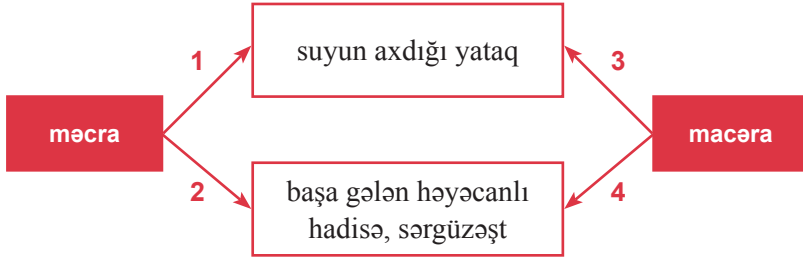 suyun axdığı yataq
1
3
məcra
macəra
2
4
başa gələn həyəcanlı
hadisə, sərgüzəşt